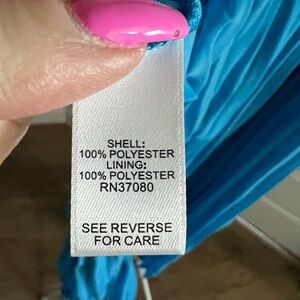 SHELL:
100% POLYESTER
LINING:
100% POLYESTER
RN37080
SEE REVERSE
FOR CARE